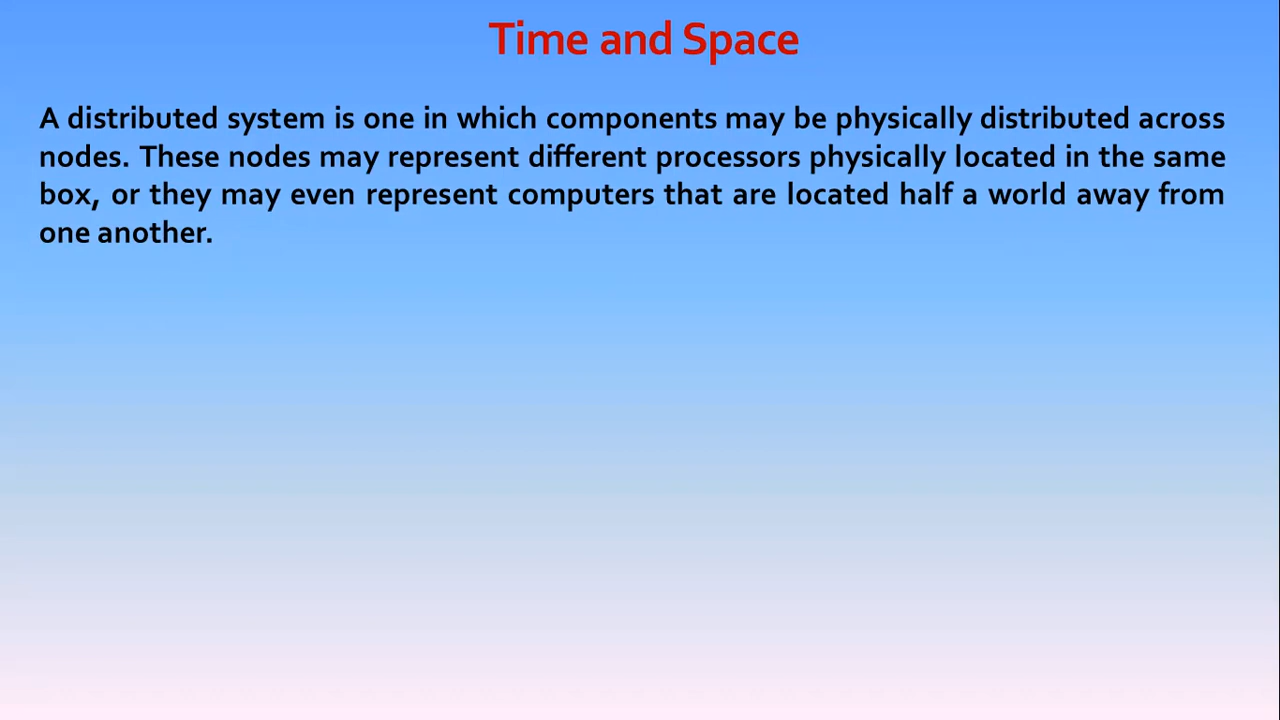 Time and Space
A distributed system is one in which components may be physically distributed across
nodes. These nodes may represent different processors physically located in the same
box, or they may even represent computers that are located half a world away from
one another.